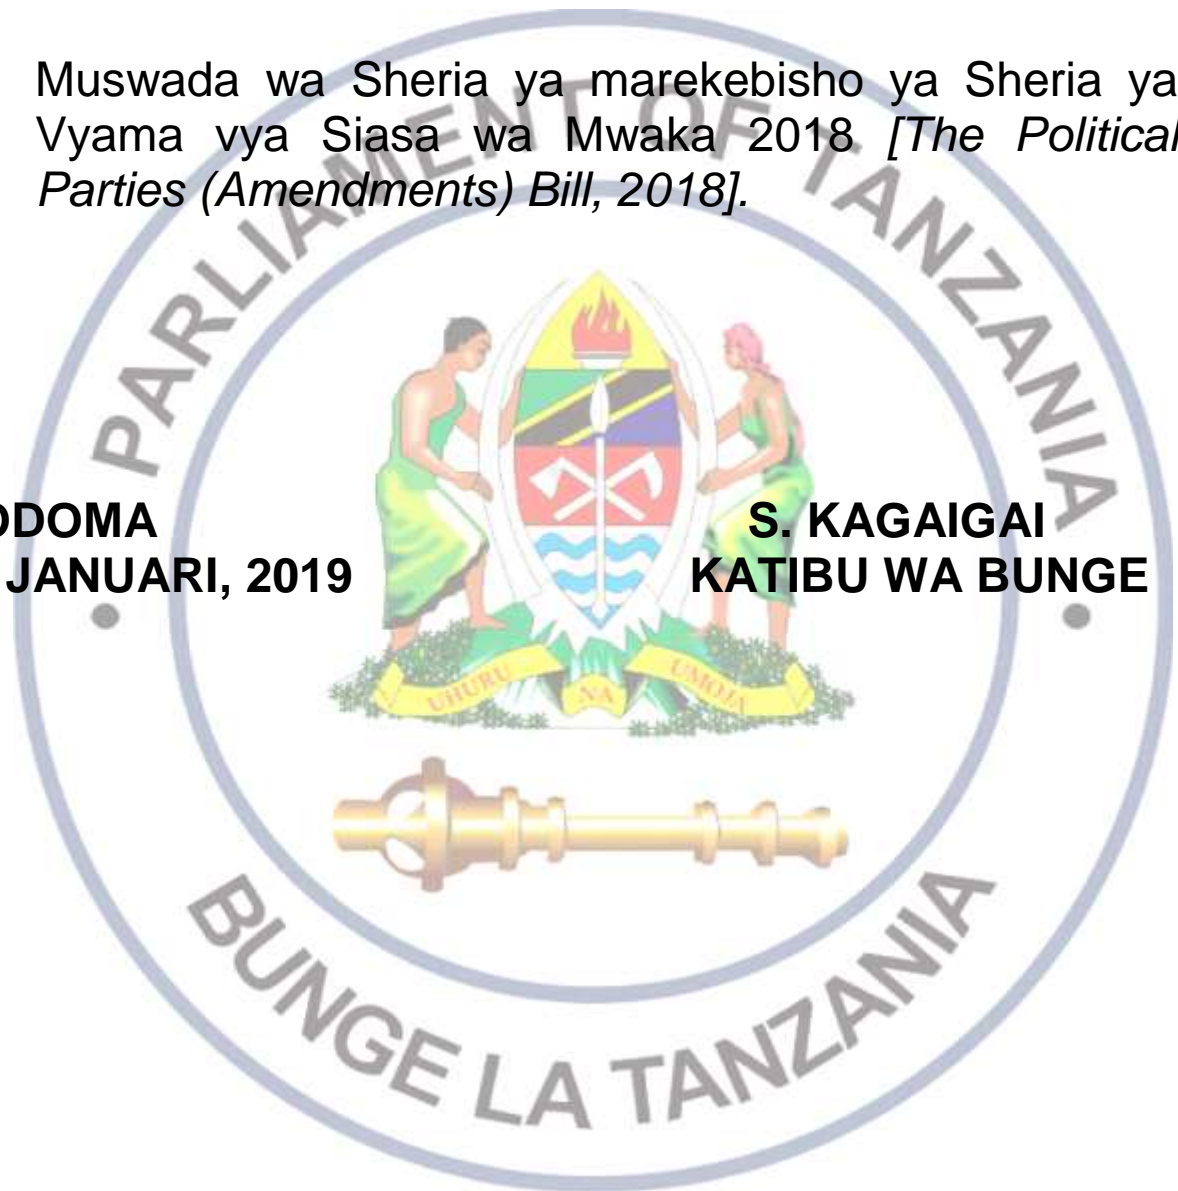 Muswada wa Sheria ya marekebisho ya Sheria ya
Vyama vya Siasa wa Mwaka 2018 [The Political
Parties (Amendments) Bill, 2018].
PARLIAMENT OF TANZANIA
ODOMA S. KAGAIGAI
JANUARI, 2019 KATIBU WA BUNGE
UHURU NA UMOJA
BUNGE LA TANZANIA